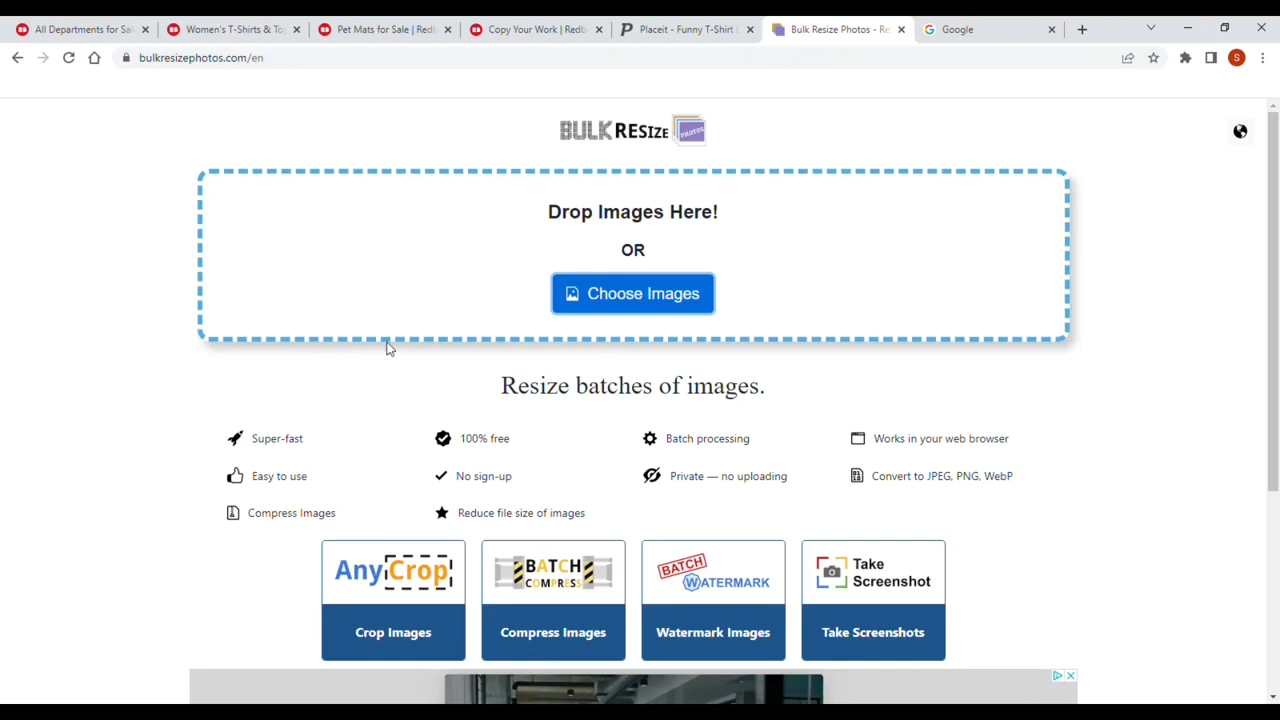 All Departments for Sal
Women's T-Shirts & To
Pet Mats for Sale | Redb
Copy Your Work | Redb
Placeit - Funny T-Shirt (
Bulk Resize Photos - Re
Google
bulkresizephotos.com/en
S
BULK RESIZE PHOTOS
Drop Images Here!
OR
Choose Images
Resize batches of images.
Super-fast
100% free
Batch processing
Works in your web browser
Easy to use
No sign-up
Private — no uploading
Convert to JPEG, PNG, WebP
Compress Images
Reduce file size of images
AnyCrop
BATCH COMPRESS
BATCH WATERMARK
Take Screenshot
Crop Images
Compress Images
Watermark Images
Take Screenshots